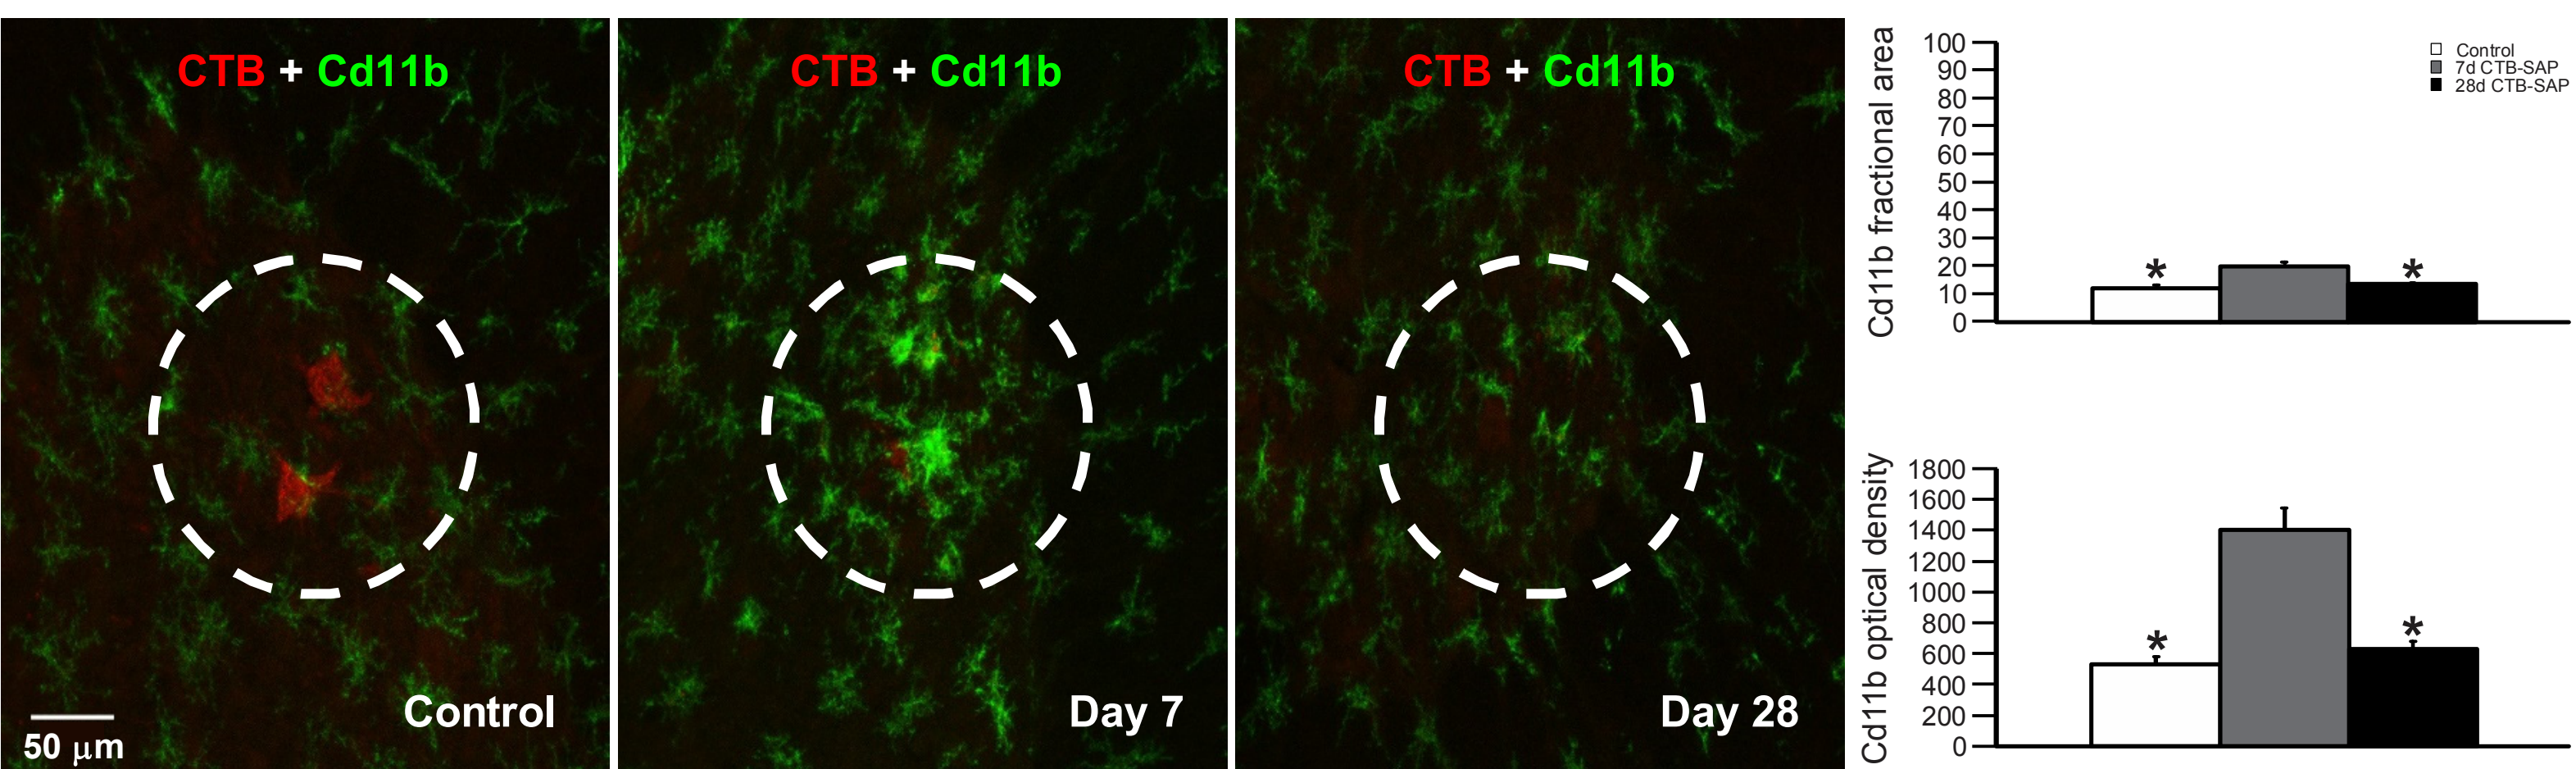 CTB + Cd11b
Control
50 μm
CTB + Cd11b
Day 7
CTB + Cd11b
Day 28
Cd11b fractional area
100
90
80
70
60
50
40
30
20
10
0
* *
Control
7d CTB-SAP
28d CTB-SAP
Cd11b optical density
1800
1600
1400
1200
1000
800
600
400
200
0
* *